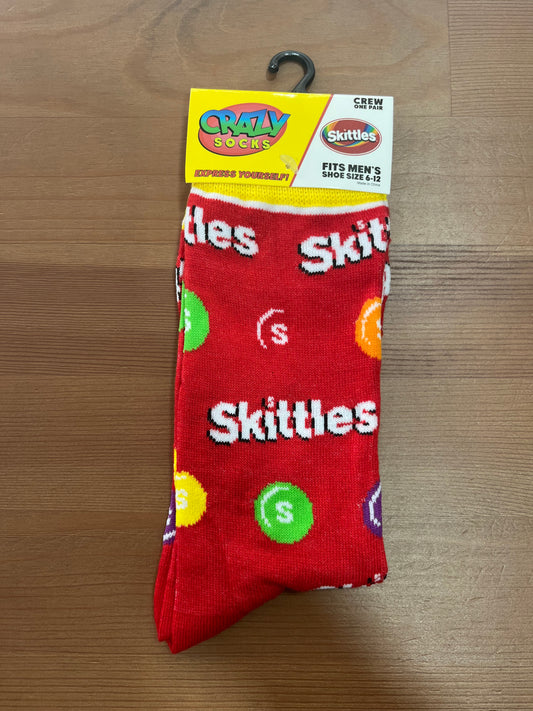 CRAZY
SOCKS
EXPRESS YOURSELF!
CREW
ONE PAIR
Skittles
FITS MEN'S
SHOE SIZE 6-12
Made in China
tles
Skitt
S
S
S
Skittles
S
S